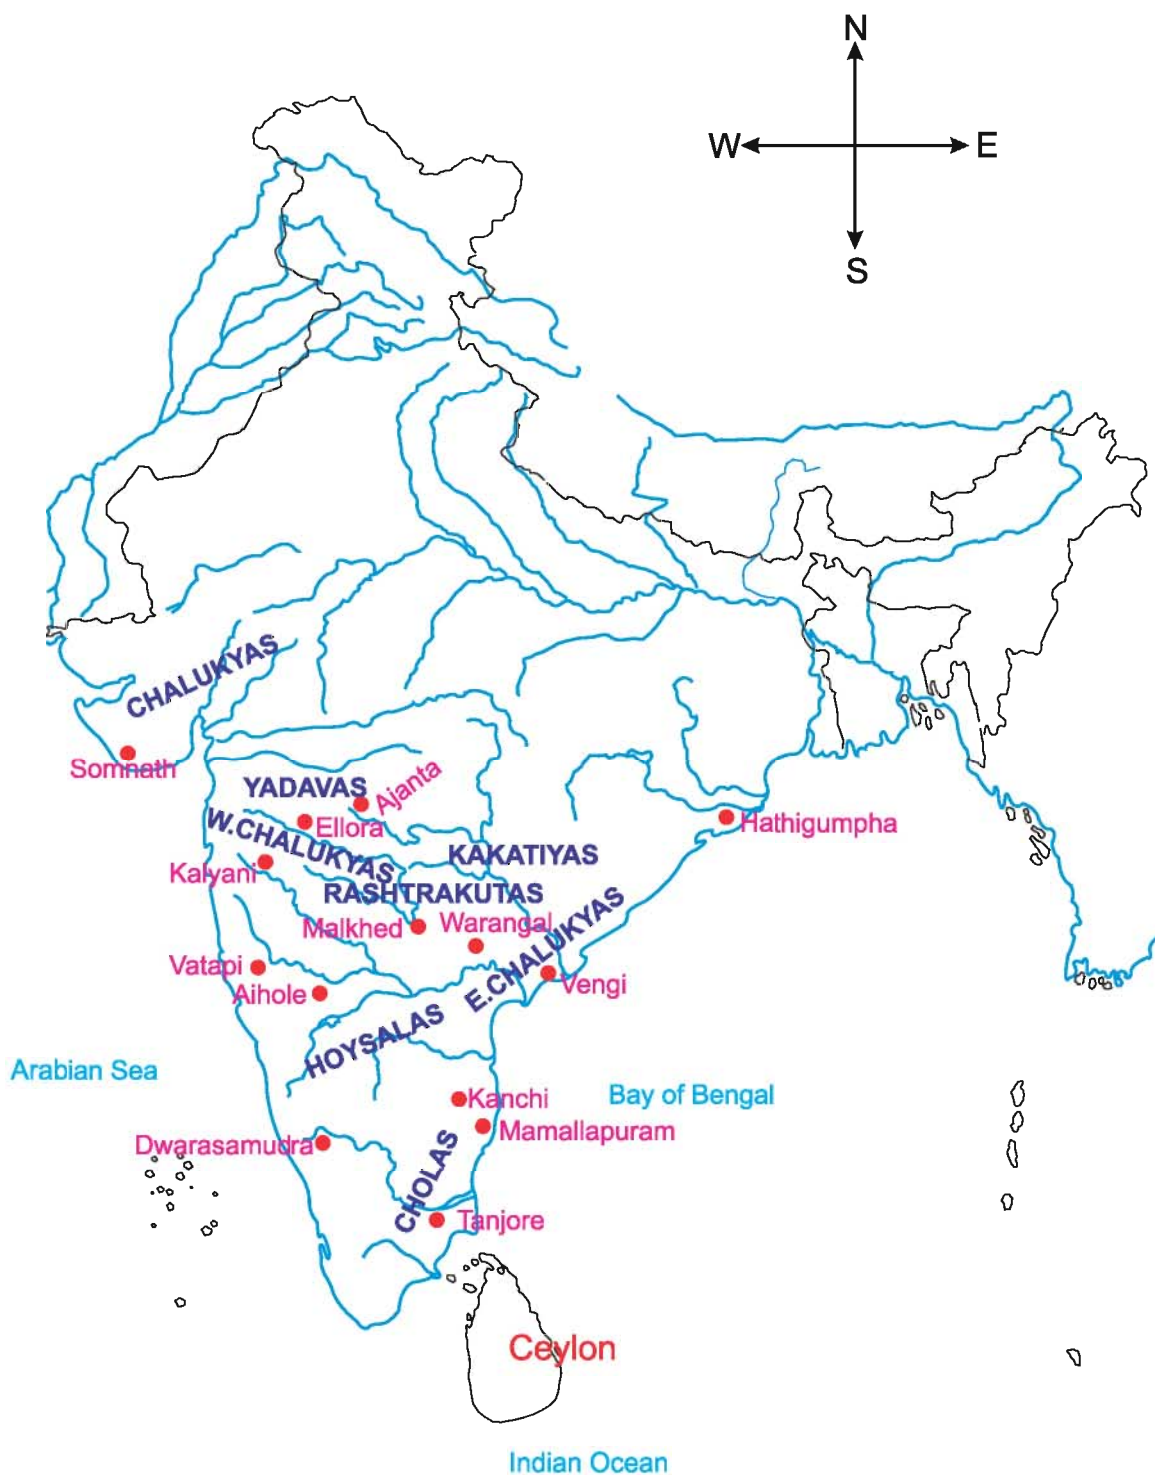 N
W
E
S
CHALUKYAS
Somnath
YADAVAS
Ajanta
Ellora
W.CHALUKYAS
Hathigumpha
KAKATIYAS
Kalyani
RASHTRAKUTAS
Malkhed
Warangal
E.CHALUKYAS
Vatapi
Aihole
Vengi
HOYSALAS
Arabian Sea
Bay of Bengal
Kanchi
Mamallapuram
Dwarasamudra
CHOLAS
Tanjore
Ceylon
Indian Ocean